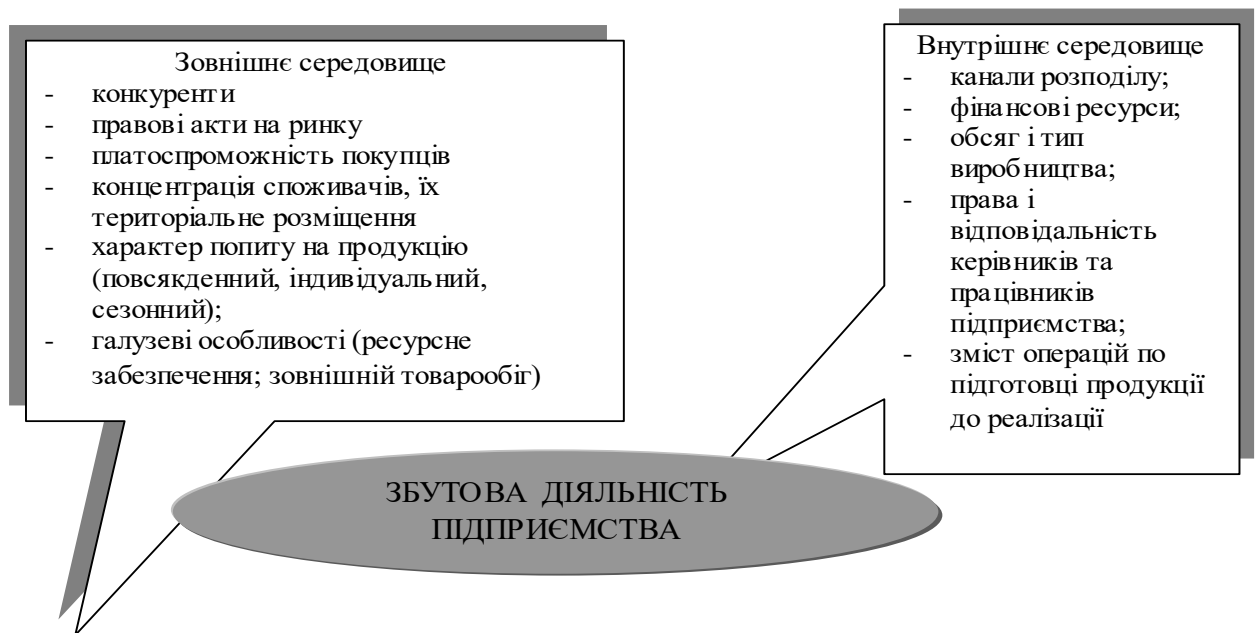 Зовнішнє середовище
- конкуренти
- правові акти на ринку
- платоспроможність покупців
- концентрація споживачів, їх
територіальне розміщення
- характер попиту на продукцію
(повсякденний, індивідуальний,
сезонний);
- галузеві особливості (ресурсне
забезпечення; зовнішній товарообіг)
Внутрішнє середовище
- канали розподілу;
- фінансові ресурси;
- обсяг і тип
виробництва;
- права і
відповідальність
керівників та
працівників
підприємства;
- зміст операцій по
підготовці продукції
до реалізації
ЗБУТОВА ДІЯЛЬНІСТЬ
ПІДПРИЄМСТВА